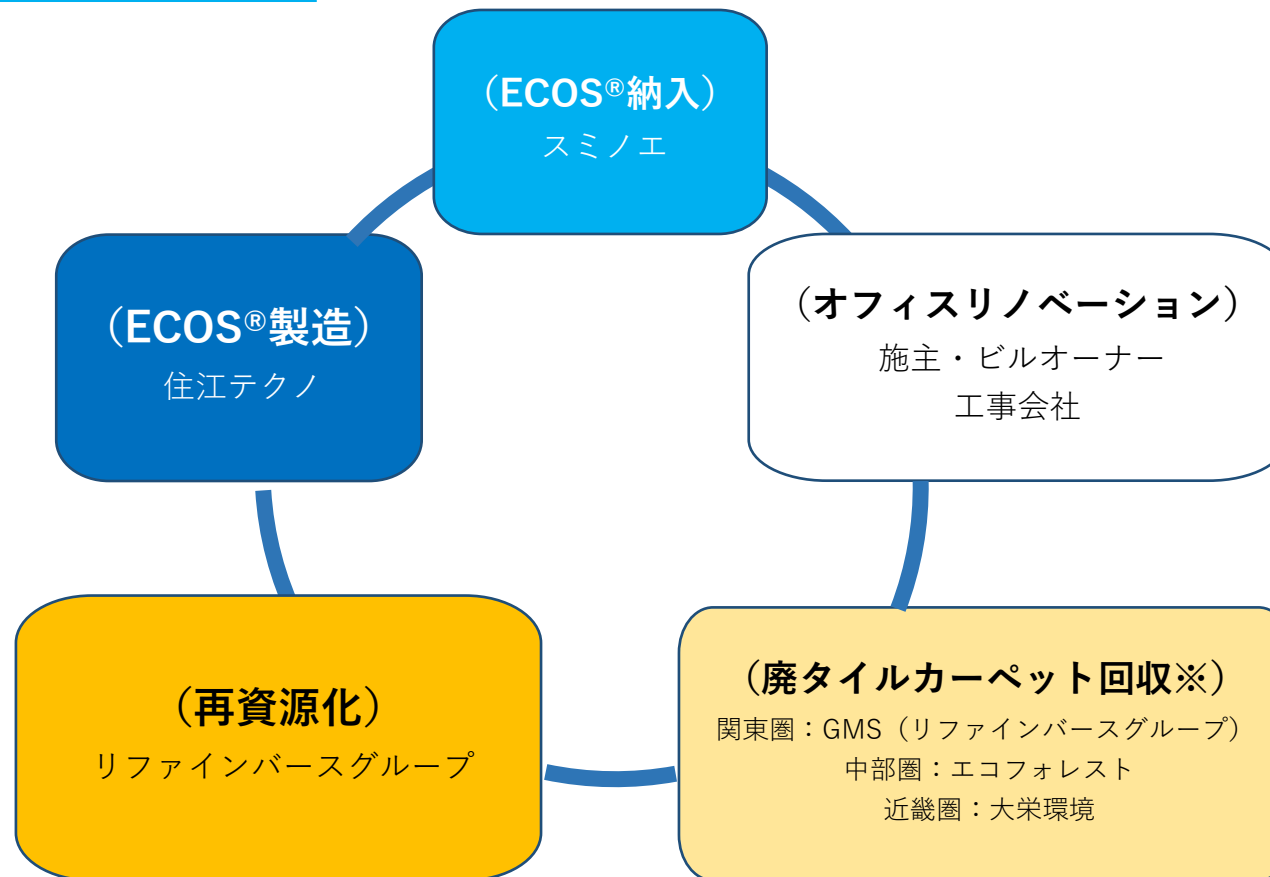 （ECOS®納入）
スミノエ
（ECOS®製造）
住江テクノ
（オフィスリノベーション）
施主・ビルオーナー
工事会社
（再資源化）
リファインバースグループ
（廃タイルカーペット回収※）
関東圏：GMS（リファインバースグループ）
中部圏：エコフォレスト
近畿圏：大栄環境